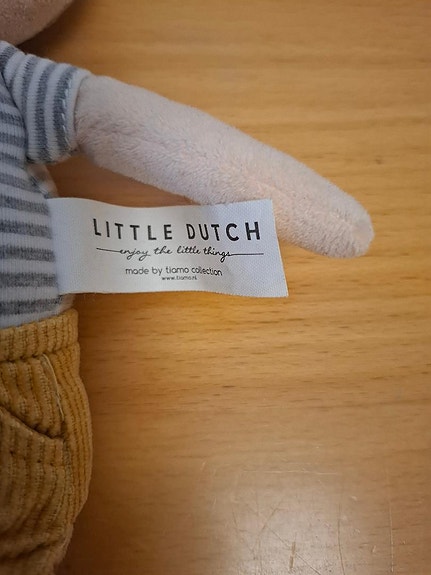 LITTLE DUTCH
enjoy the little things
made by tiamo collection
www.tiamo.nl